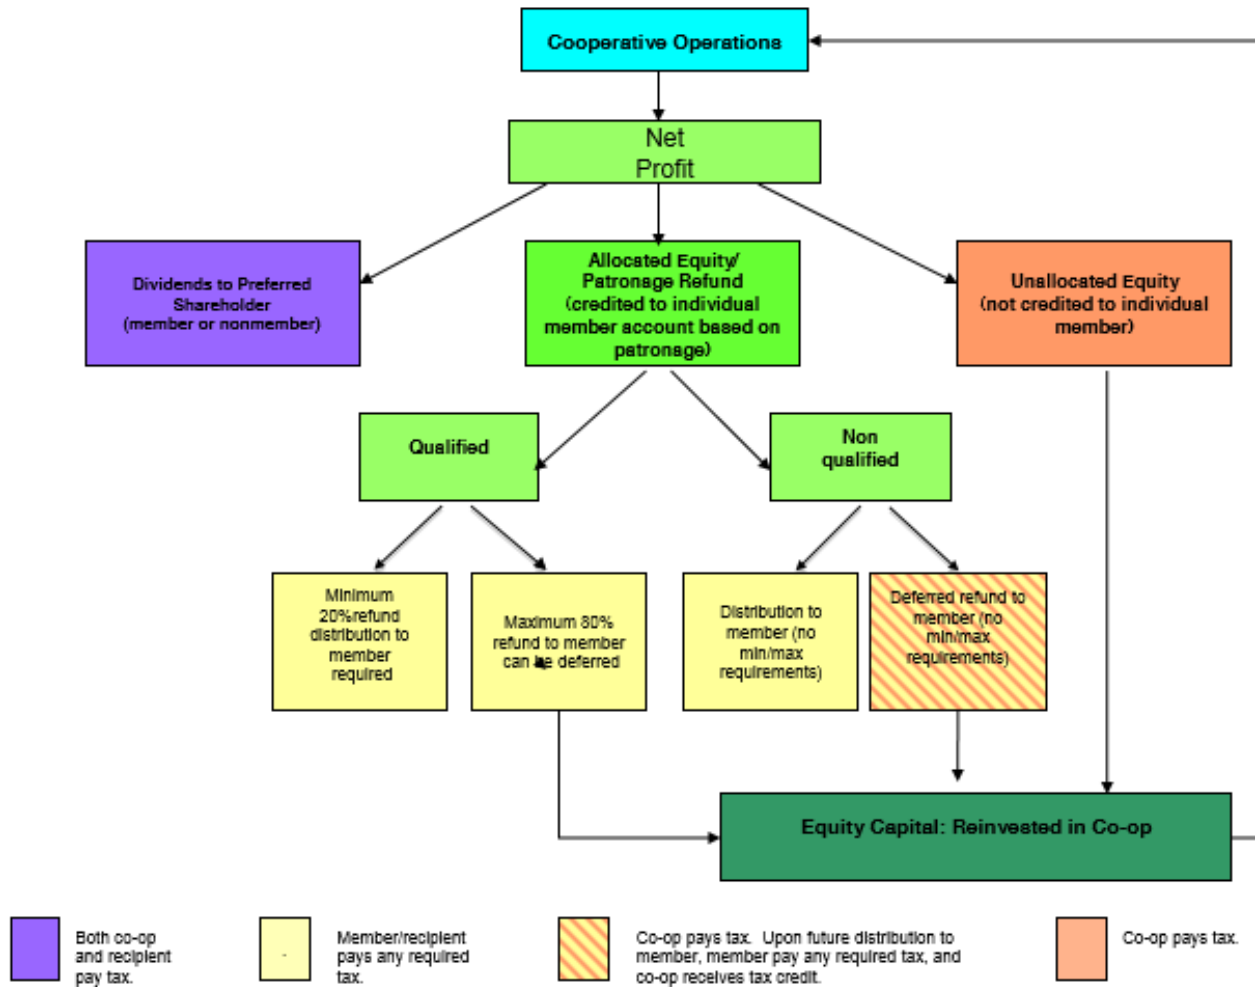 Cooperative Operations
Net
Profit
Dividends to Preferred
Shareholder
(member or nonmember)
Allocated Equity/
Patronage Refund
(credited to individual
member account based on
patronage)
Unallocated Equity
(not credited to individual
member)
Qualified
Non
qualified
Minimum
20%refund
distribution to
member
required
Maximum 80%
refund to member
can be deferred
Distribution to
member (no
min/max
requirements)
Deferred refund to
member (no
min/max
requirements)
Equity Capital: Reinvested in Co-op
Both co-op
and recipient
pay tax.
Member/recipient
pays any required
tax.
Co-op pays tax.  Upon future distribution to
member, member pay any required tax, and
co-op receives tax credit.
Co-op pays tax.